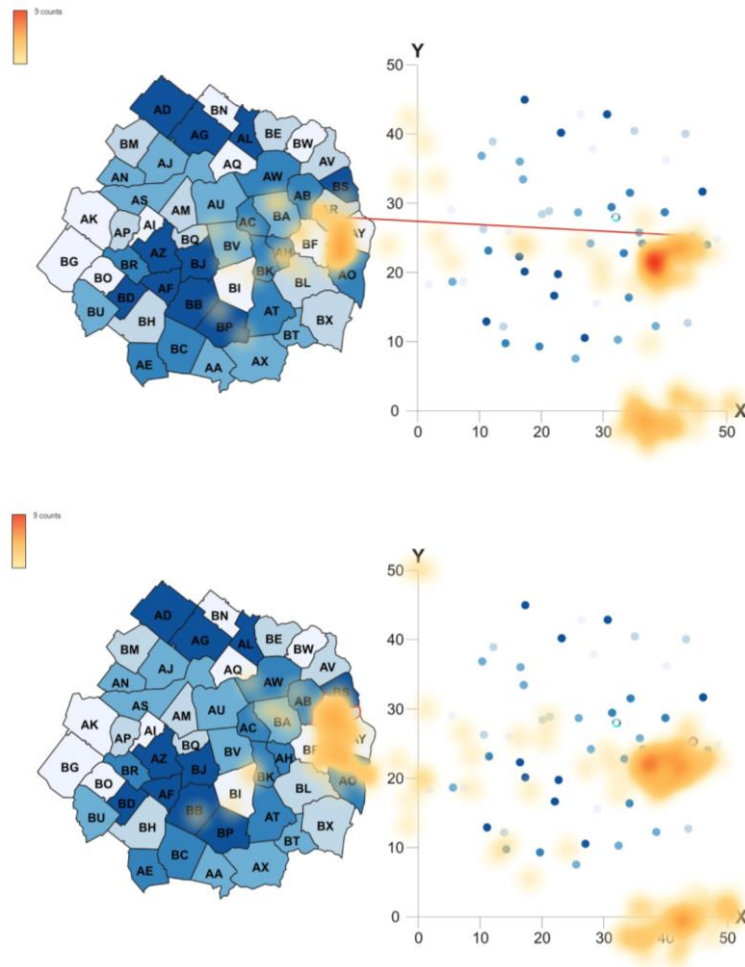 9 counts
AD
BN
AG
AL
BE
BW
BM
AJ
AQ
AV
AN
AW
BS
AS
AU
AB
AK
AM
BA
AP
AI
AC
AY
BQ
BV
AH
BF
BG
AZ
BR
BJ
BK
AO
BO
AF
BI
BL
BD
BB
BU
BH
AT
BX
BP
BT
BC
AE
AA
AX
Y
50
40
30
20
10
0
0 10 20 30 40 50
X
9 counts
AD
BN
AG
AL
BE
BW
BM
AJ
AQ
AV
AN
AW
BS
AS
AU
AB
AK
AM
BA
AP
AI
AC
AY
BQ
BV
AH
BG
AZ
BR
BJ
BK
AO
BO
AF
BI
BL
BD
BB
BU
BH
AT
BX
BP
BT
BC
AE
AA
AX
Y
50
40
30
20
10
0
0 10 20 30 40 50
X